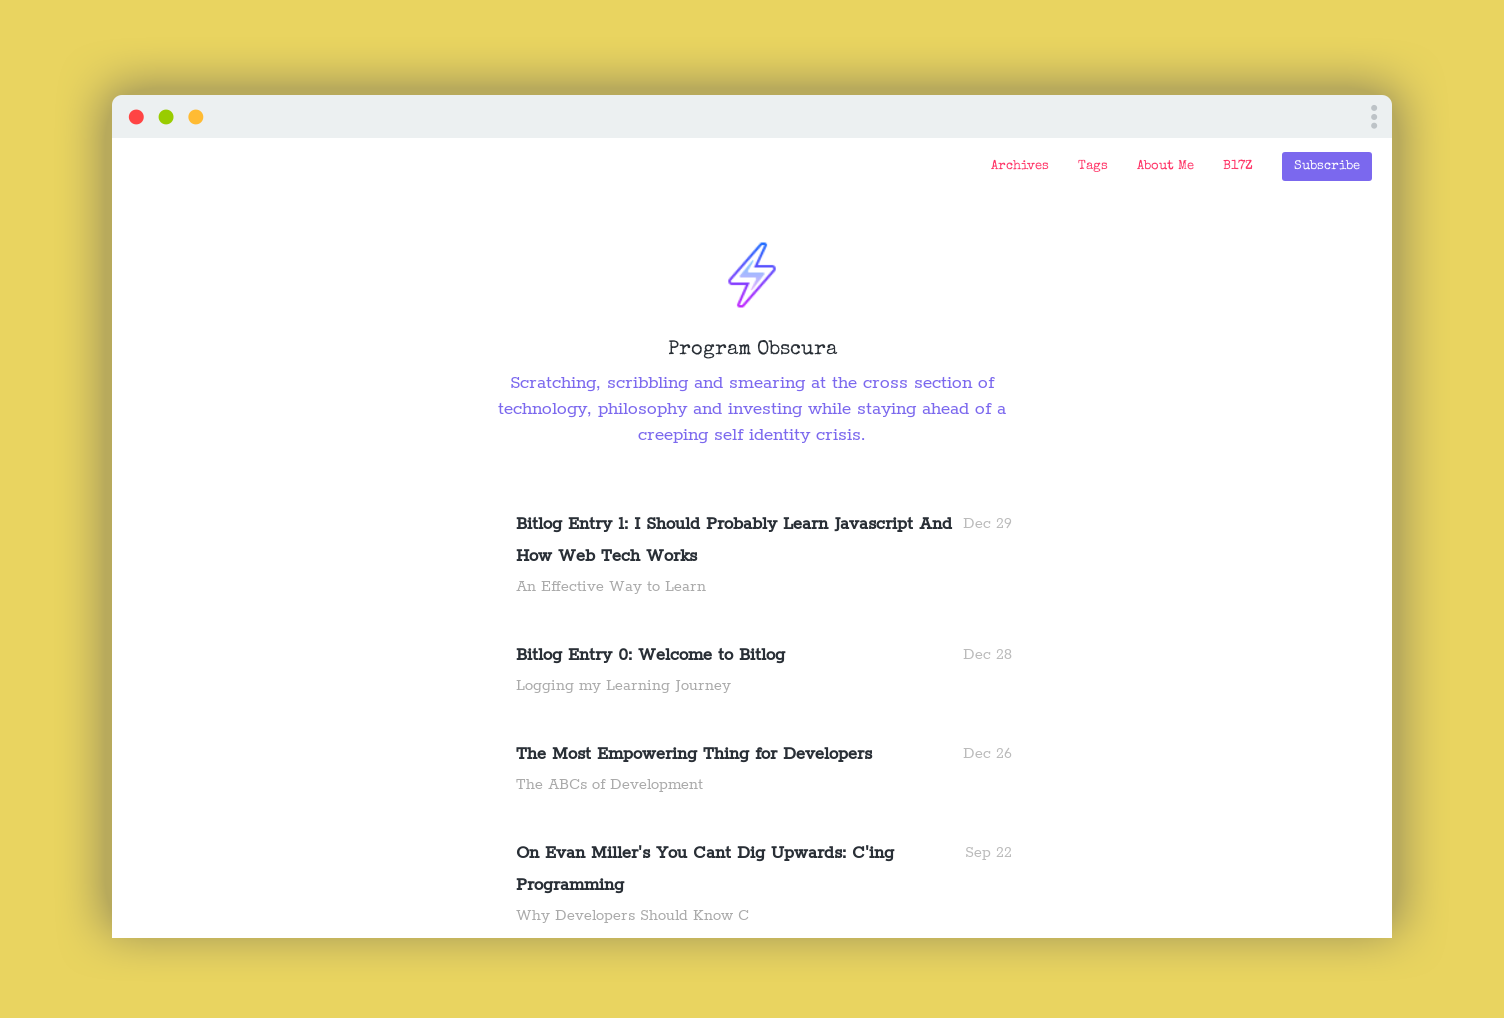 Archives Tags About Me B17Z Subscribe
Program Obscura
Scratching, scribbling and smearing at the cross section of
technology, philosophy and investing while staying ahead of a
creeping self identity crisis.
Bitlog Entry 1: I Should Probably Learn Javascript And Dec 29
How Web Tech Works
An Effective Way to Learn
Bitlog Entry 0: Welcome to Bitlog Dec 28
Logging my Learning Journey
The Most Empowering Thing for Developers Dec 26
The ABCs of Development
On Evan Miller's You Cant Dig Upwards: C'ing Sep 22
Programming
Why Developers Should Know C